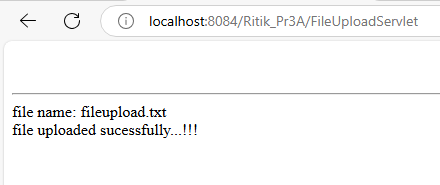 localhost:8084/Ritik_Pr3A/FileUploadServlet
file name: fileupload.txt
file uploaded sucessfully...!!!